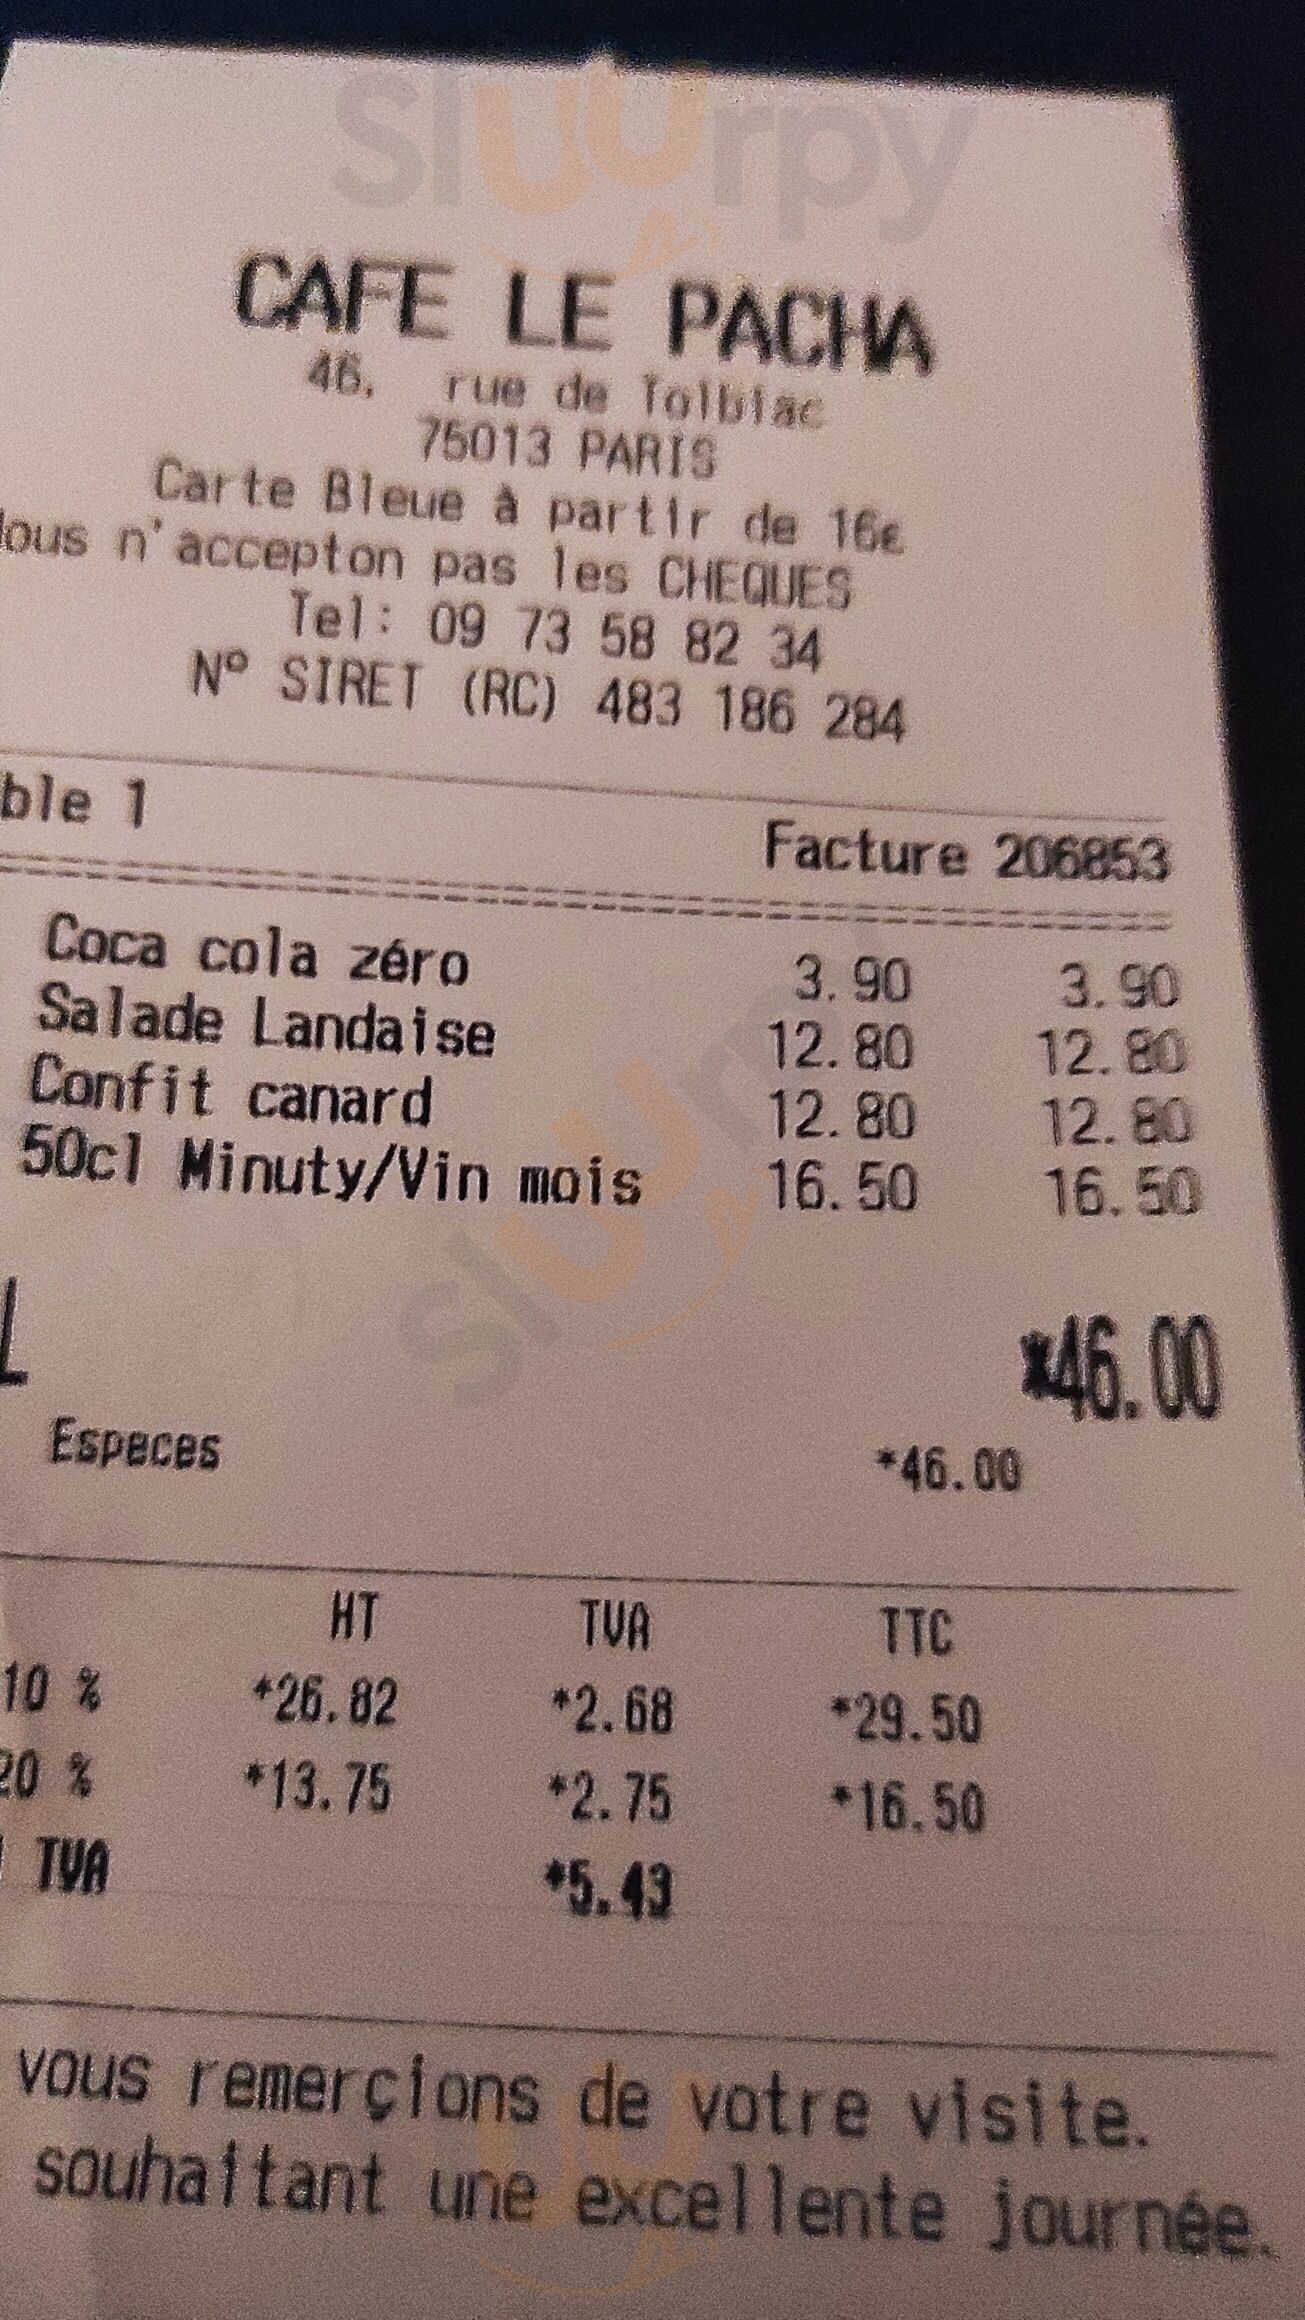 sluurpy
CAFE LE PACHA
46, rue de Tolbiac
75013 PARIS
Carte Bleue à partir de 16€
Nous n'accepton pas les CHEQUES
Tel: 09 73 58 82 34
N° SIRET (RC) 483 186 284
ble 1 Facture 206853
Coca cola zéro 3.90 3.90
Salade Landaise 12.80 12.80
Confit canard 12.80 12.80
50cl Minuty/Vin mois 16.50 16.50
L *46.00
Especes *46.00
HT TVA TTC
10 % *26.82 *2.68 *29.50
20 % *13.75 *2.75 *16.50
TVA *5.43
vous remerçions de votre visite.
souhaitant une excellente journée.